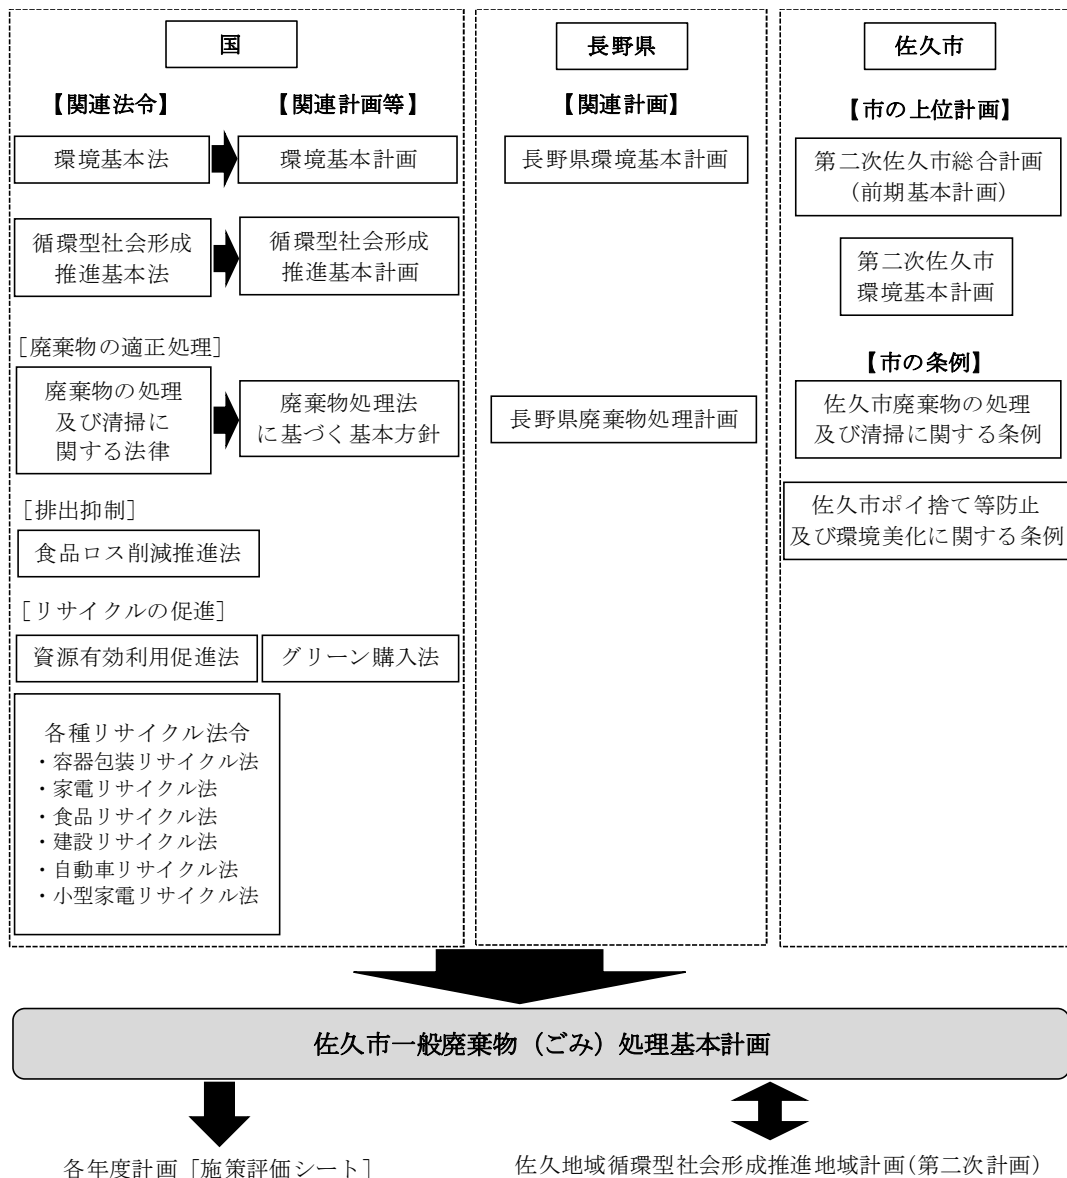 国
【関連法令】
【関連計画等】
環境基本法
環境基本計画
循環型社会形成
推進基本法
循環型社会形成
推進基本計画
［廃棄物の適正処理］
廃棄物の処理
及び清掃に
関する法律
廃棄物処理法
に基づく基本方針
［排出抑制］
食品ロス削減推進法
［リサイクルの促進］
資源有効利用促進法
グリーン購入法
各種リサイクル法令
・容器包装リサイクル法
・家電リサイクル法
・食品リサイクル法
・建設リサイクル法
・自動車リサイクル法
・小型家電リサイクル法
長野県
【関連計画】
長野県環境基本計画
長野県廃棄物処理計画
佐久市
【市の上位計画】
第二次佐久市総合計画
（前期基本計画）
第二次佐久市
環境基本計画
【市の条例】
佐久市廃棄物の処理
及び清掃に関する条例
佐久市ポイ捨て等防止
及び環境美化に関する条例
佐久市一般廃棄物（ごみ）処理基本計画
各年度計画［施策評価シート］
佐久地域循環型社会形成推進地域計画(第二次計画)